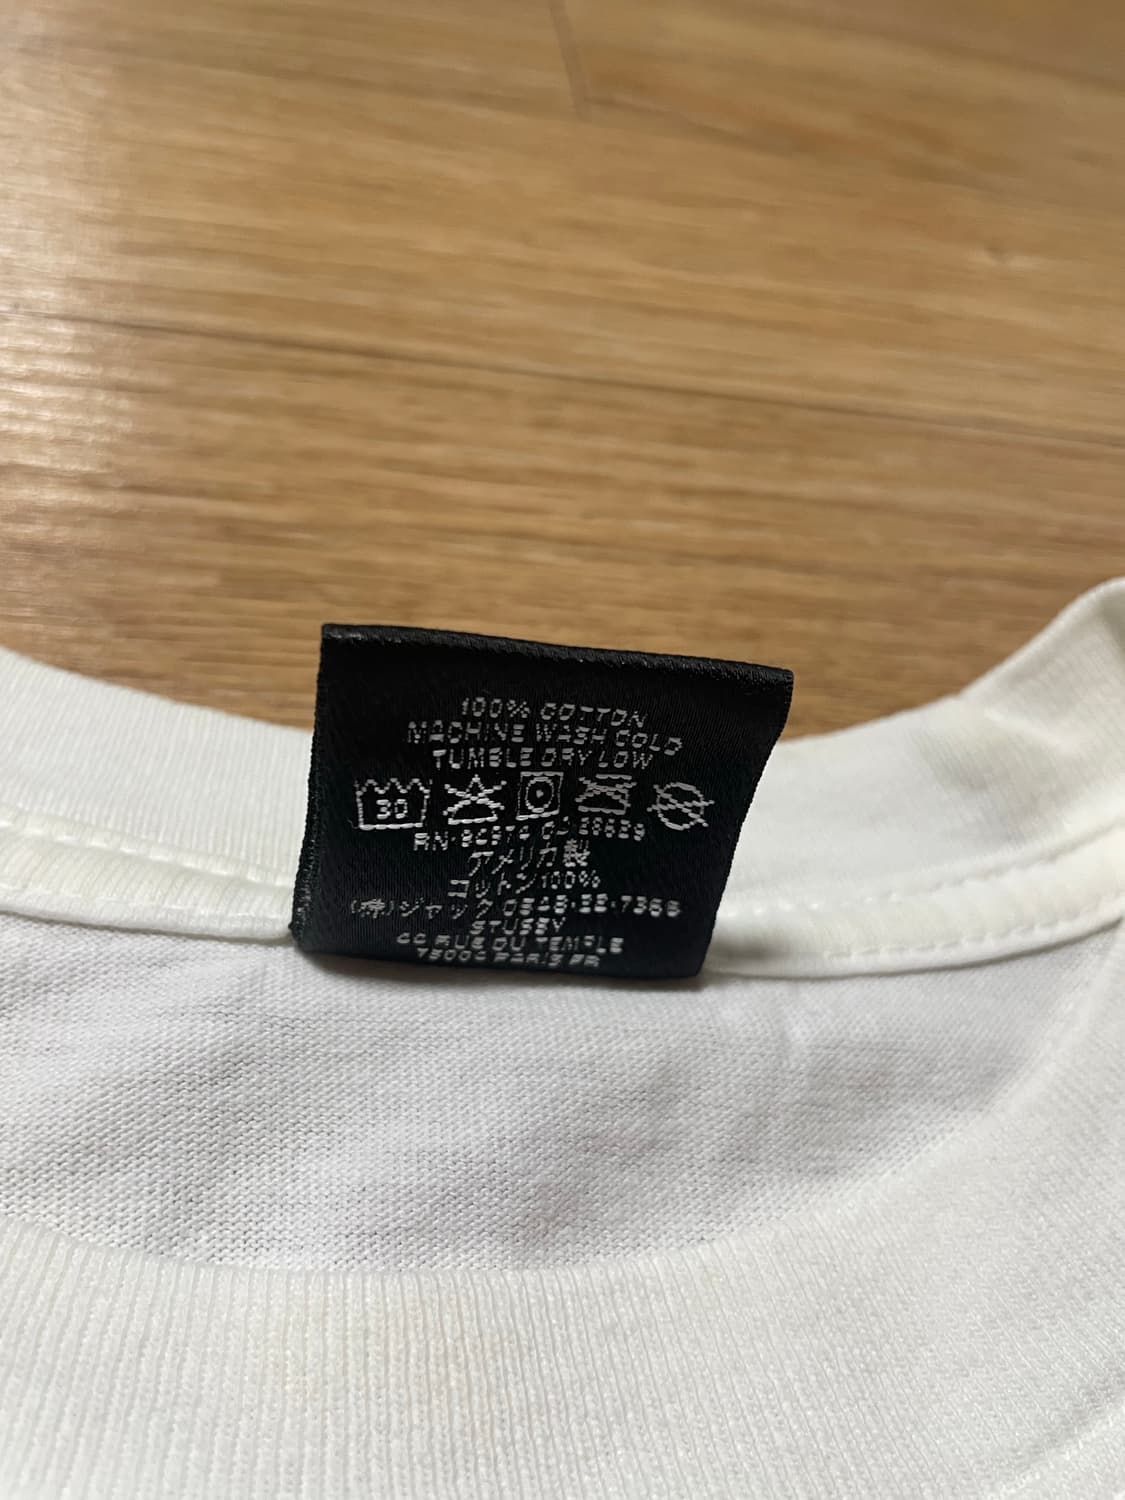 100% COTTON
MACHINE WASH COLD
TUMBLE DRY LOW
30
アメリカ製
コットン100%
(株)ジャック
STUSSY
RUE DU TEMPLE
PARIS FR